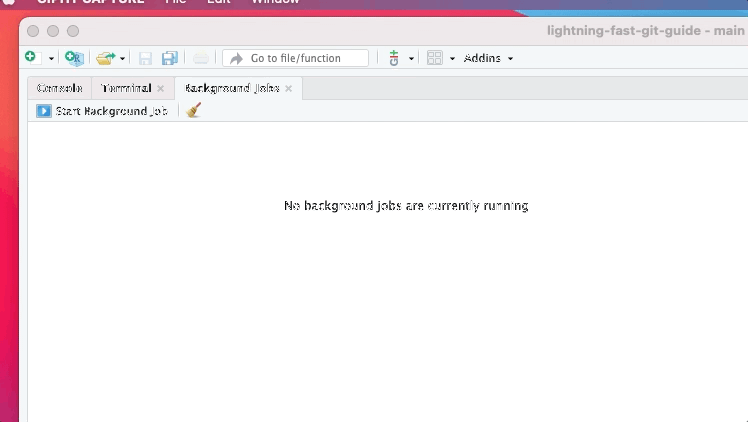 GIPHY CAPTURE File Edit Window
lightning-fast-git-guide - main
Go to file/function Addins
Console Terminal Background Jobs
Start Background Job
No background jobs are currently running